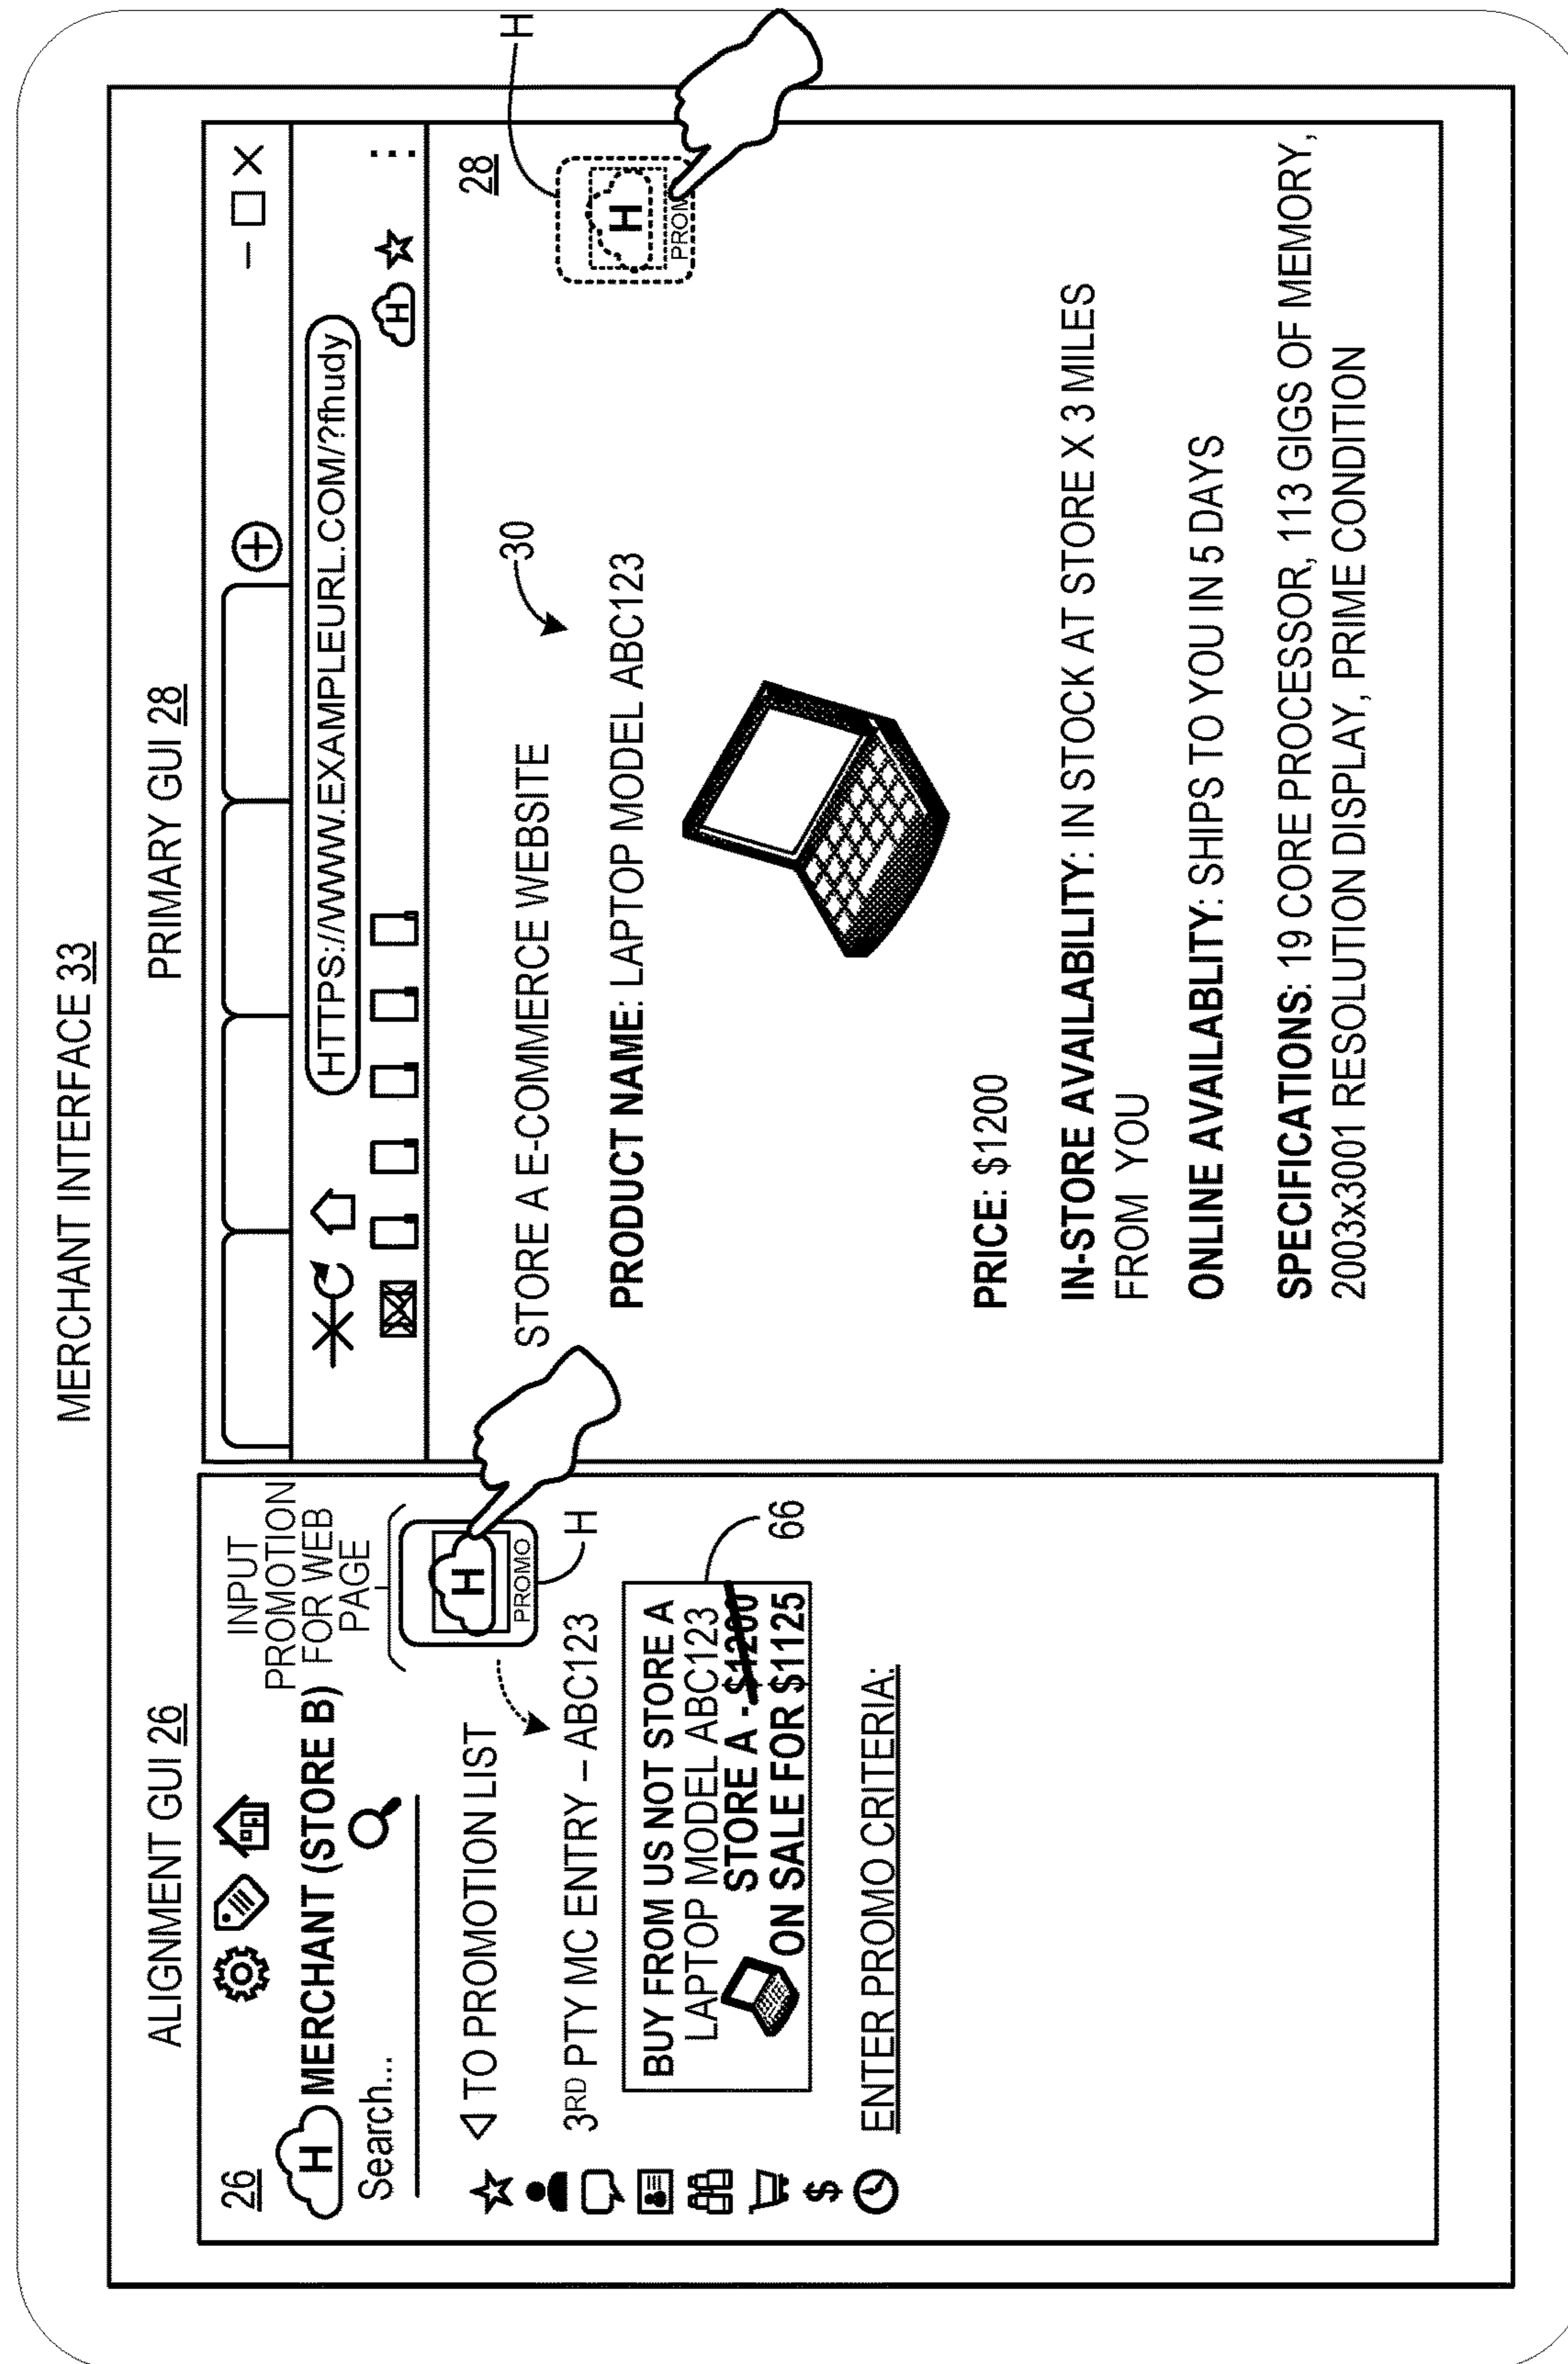 MERCHANT INTERFACE 33
ALIGNMENT GUI 26
26
H MERCHANT (STORE B)
Search...
INPUT
PROMOTION
FOR WEB
PAGE
H
PROMO
H
TO PROMOTION LIST
3RD PTY MC ENTRY – ABC123
BUY FROM US NOT STORE A
LAPTOP MODEL ABC123
STORE A - $1200
ON SALE FOR $1125
66
$
ENTER PROMO CRITERIA:
PRIMARY GUI 28
HTTPS://WWW.EXAMPLEURL.COM/?fhudy
H
28
H
H
PROM
STORE A E-COMMERCE WEBSITE
30
PRODUCT NAME: LAPTOP MODEL ABC123
PRICE: $1200
IN-STORE AVAILABILITY: IN STOCK AT STORE X 3 MILES
FROM YOU
ONLINE AVAILABLITY: SHIPS TO YOU IN 5 DAYS
SPECIFICATIONS: 19 CORE PROCESSOR, 113 GIGS OF MEMORY,
2003x3001 RESOLUTION DISPLAY, PRIME CONDITION